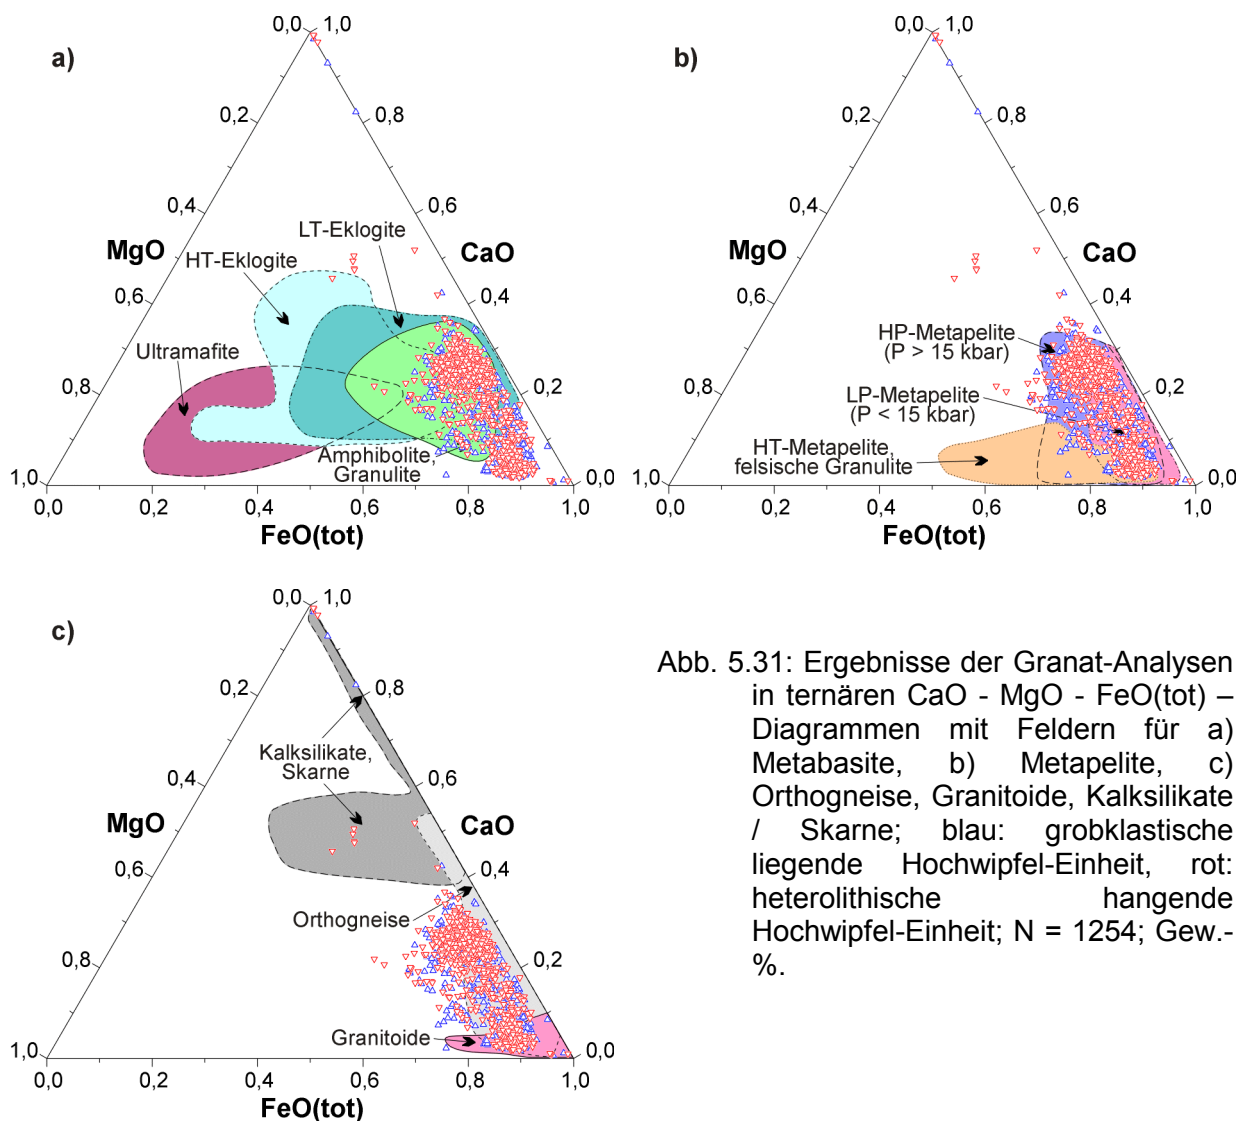 a)
0,0 1,0
0,2 0,8
0,4 0,6
MgO CaO
LT-Eklogite
HT-Eklogite
0,6 0,4
Ultramafite
0,8 0,2
Amphibolite,
Granulite
1,0 0,0
0,0 0,2 0,4 0,6 0,8 1,0
FeO(tot)
b)
0,0 1,0
0,2 0,8
0,4 0,6
MgO CaO
0,6 0,4
HP-Metapelite
(P > 15 kbar)
0,8 0,2
LP-Metapelite
(P < 15 kbar)
HT-Metapelite,
felsische Granulite
1,0 0,0
0,0 0,2 0,4 0,6 0,8 1,0
FeO(tot)
c)
0,0 1,0
0,2 0,8
Kalksilikate,
Skarne
0,4 0,6
MgO CaO
0,6 0,4
Orthogneise
0,8 0,2
Granitoide
1,0 0,0
0,0 0,2 0,4 0,6 0,8 1,0
FeO(tot)
Abb. 5.31: Ergebnisse der Granat-Analysen
in ternären CaO - MgO - FeO(tot) –
Diagrammen mit Feldern für a)
Metabasite, b) Metapelite, c)
Orthogneise, Granitoide, Kalksilikate
/ Skarne; blau: grobklastische
liegende Hochwipfel-Einheit, rot:
heterolithische hangende
Hochwipfel-Einheit; N = 1254; Gew.-
%.